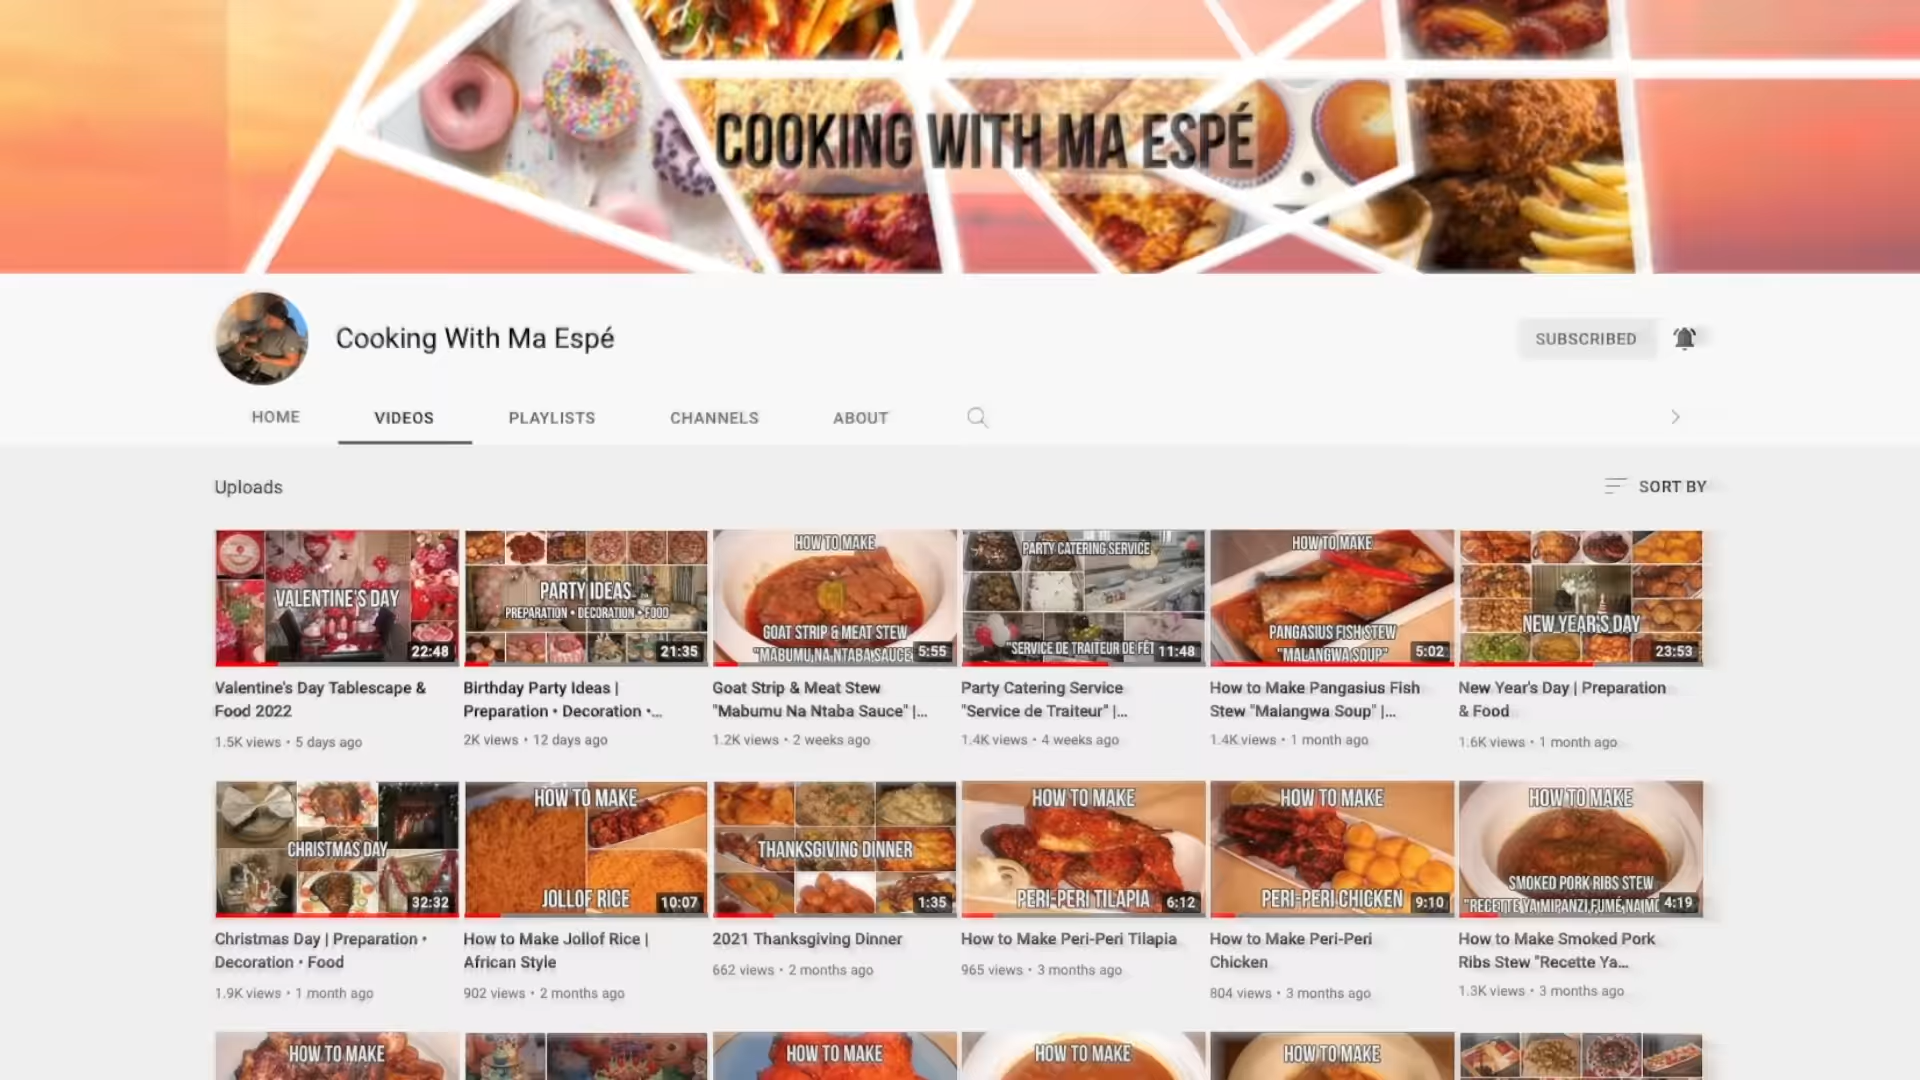 COOKING WITH MA ESPÉ
Cooking With Ma Espé
SUBSCRIBED
HOME
VIDEOS
PLAYLISTS
CHANNELS
ABOUT
Uploads
SORT BY
VALENTINE'S DAY
22:48
Valentine's Day Tablescape &
Food 2022
1.5K views • 5 days ago
PARTY IDEAS
PREPARATION • DECORATION • FOOD
21:35
Birthday Party Ideas |
Preparation • Decoration •...
2K views • 12 days ago
HOW TO MAKE
GOAT STRIP & MEAT STEW
"MABUMU NA NTABA SAUCE
5:55
Goat Strip & Meat Stew
"Mabumu Na Ntaba Sauce" |...
1.2K views • 2 weeks ago
PARTY CATERING SERVICE
"SERVICE DE TRAITEUR DE FÊT
11:48
Party Catering Service
"Service de Traiteur" |...
1.4K views • 4 weeks ago
HOW TO MAKE
PANGASIUS FISH STEW
"MALANGWA SOUP"
5:02
How to Make Pangasius Fish
Stew "Malangwa Soup" |...
1.4K views • 1 month ago
NEW YEAR'S DAY
23:53
New Year's Day | Preparation
& Food
1.6K views • 1 month ago
CHRISTMAS DAY
32:32
Christmas Day | Preparation •
Decoration • Food
1.9K views • 1 month ago
HOW TO MAKE
JOLLOF RICE
10:07
How to Make Jollof Rice |
African Style
902 views • 2 months ago
THANKSGIVING DINNER
1:35
2021 Thanksgiving Dinner
662 views • 2 months ago
HOW TO MAKE
PERI-PERI TILAPIA
6:12
How to Make Peri-Peri Tilapia
965 views • 3 months ago
HOW TO MAKE
PERI-PERI CHICKEN
9:10
How to Make Peri-Peri
Chicken
804 views • 3 months ago
HOW TO MAKE
SMOKED PORK RIBS STEW
"RECETTE YA MIPANZI FUMÉ NA MO
4:19
How to Make Smoked Pork
Ribs Stew "Recette Ya...
1.3K views • 3 months ago
HOW TO MAKE
HOW TO MAKE
HOW TO MAKE
HOW TO MAKE